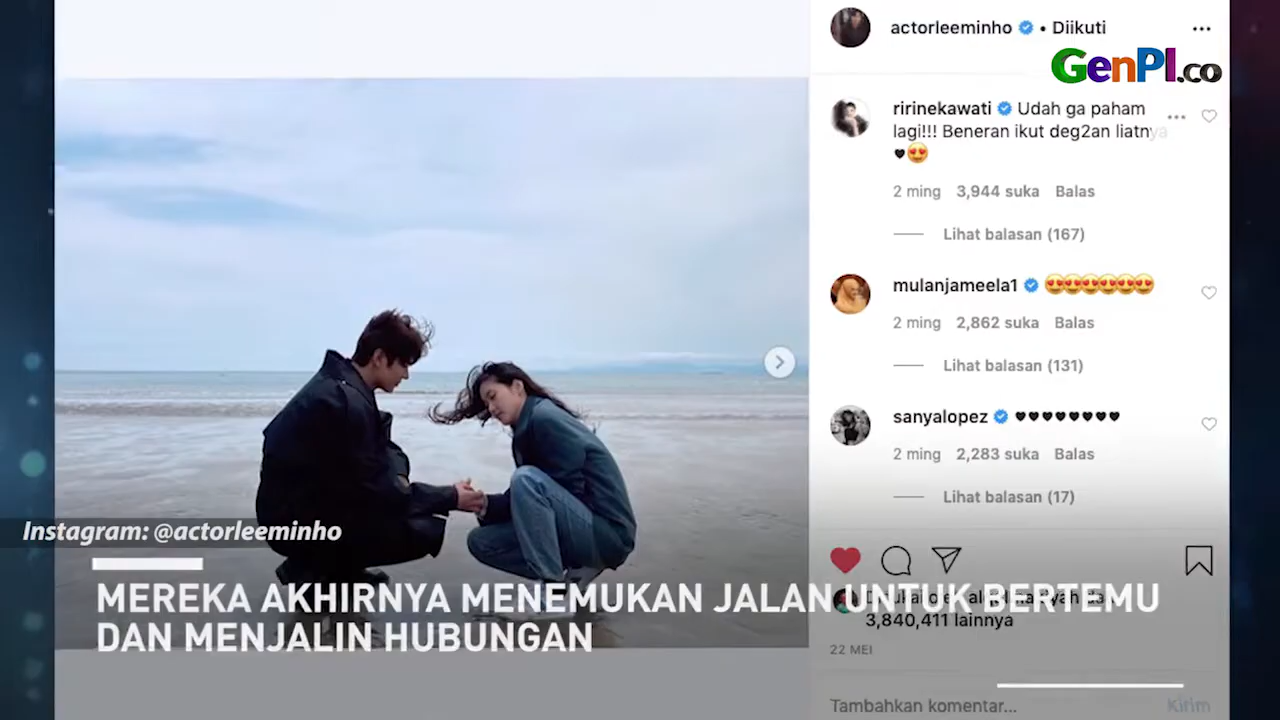 actorleeminho • Diikuti
GenPI.co
ririnekawati Udah ga paham
lagi!!! Beneran ikut deg2an liatnya
🖤😍
2 ming 3,944 suka Balas
Lihat balasan (167)
mulanjameela1 😍😍😍😍😍😍
2 ming 2,862 suka Balas
Lihat balasan (131)
sanyalopez 🖤🖤🖤🖤🖤🖤🖤🖤
2 ming 2,283 suka Balas
Lihat balasan (17)
Instagram: @actorleeminho
MEREKA AKHIRNYA MENEMUKAN JALAN UNTUK BERTEMU
DAN MENJALIN HUBUNGAN
3,840,411 lainnya
22 MEI
Tambahkan komentar...
Kirim